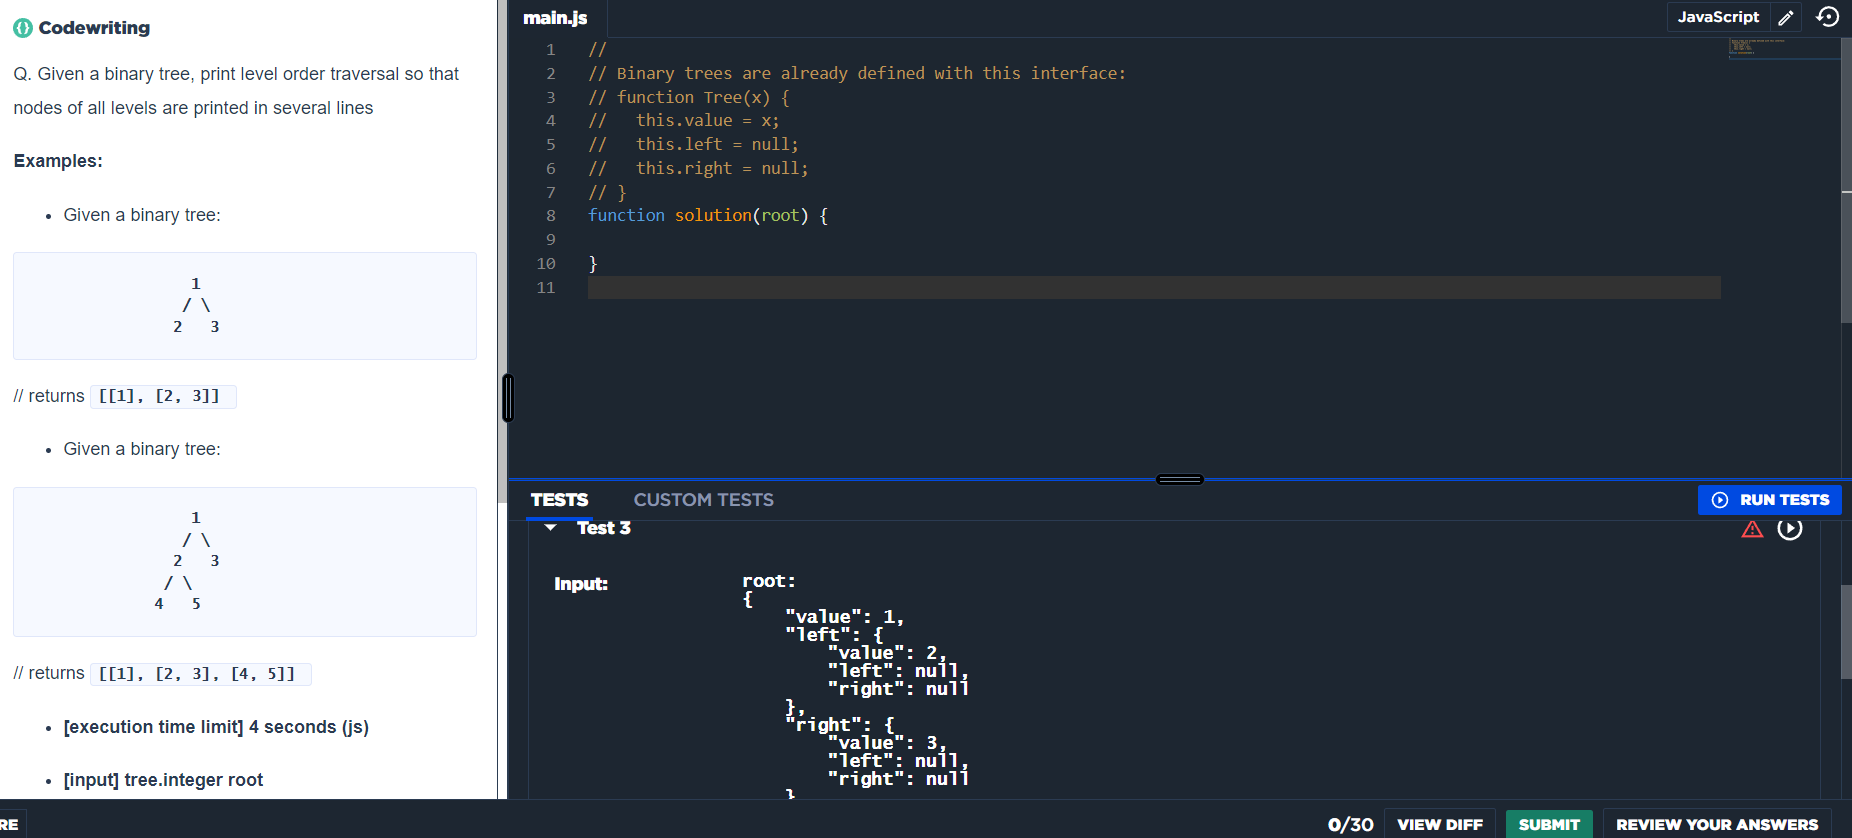 Codewriting
Q. Given a binary tree, print level order traversal so that
nodes of all levels are printed in several lines
Examples:
• Given a binary tree:
1
/ \
2 3
// returns [[1], [2, 3]]
• Given a binary tree:
1
/ \
2 3
/ \
4 5
// returns [[1], [2, 3], [4, 5]]
• [execution time limit] 4 seconds (js)
• [input] tree.integer root
main.js
JavaScript
1 //
2 // Binary trees are already defined with this interface:
3 // function Tree(x) {
4 //   this.value = x;
5 //   this.left = null;
6 //   this.right = null;
7 // }
8 function solution(root) {
9
10 }
11
TESTS
CUSTOM TESTS
RUN TESTS
Test 3
Input:
root:
{
"value": 1,
"left": {
"value": 2,
"left": null,
"right": null
},
"right": {
"value": 3,
"left": null,
"right": null
}
RE
0/30
VIEW DIFF
SUBMIT
REVIEW YOUR ANSWERS